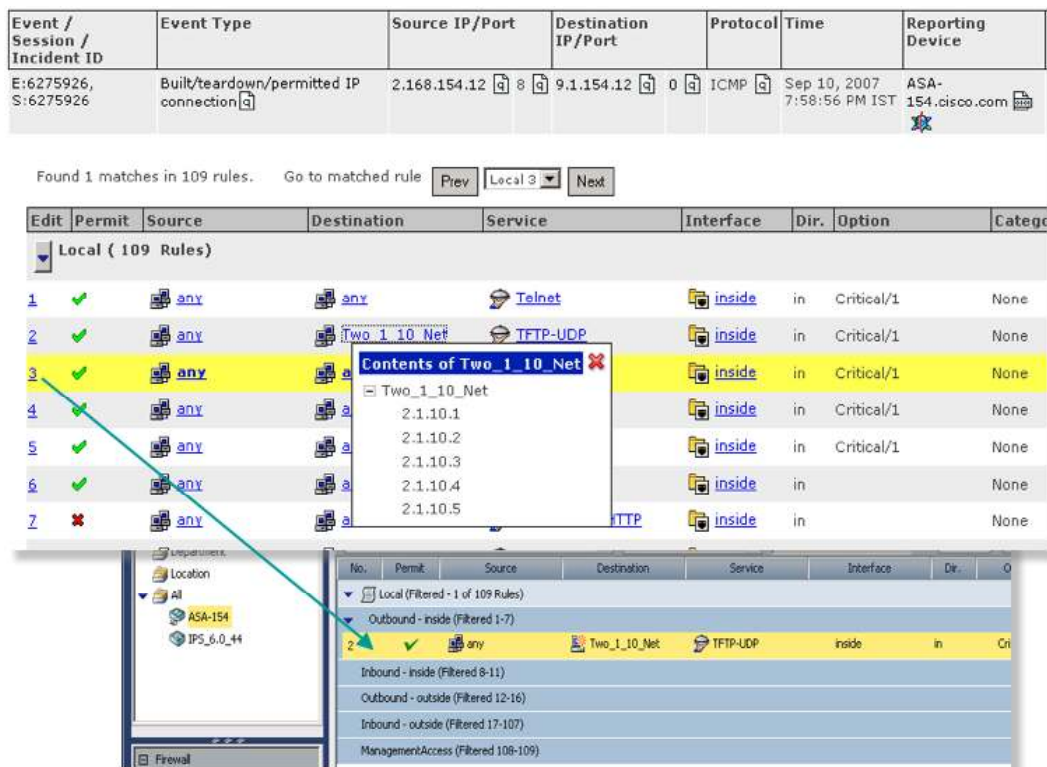 Event / Session / Incident ID Event Type Source IP/Port Destination IP/Port Protocol Time Reporting Device
E:6275926, S:6275926 Built/teardown/permitted IP connection q 2.168.154.12 q 8 q 9.1.154.12 q 0 q ICMP q Sep 10, 2007 7:58:56 PM IST ASA-154.cisco.com
Found 1 matches in 109 rules. Go to matched rule Prev Local 3 Next
Edit Permit Source Destination Service Interface Dir. Option Catego
Local ( 109 Rules)
1 any any Telnet inside in Critical/1 None
2 any Two_1_10_Net TFTP-UDP inside in Critical/1 None
Contents of Two_1_10_Net
3 any a inside in Critical/1 None
Two_1_10_Net
4 any a 2.1.10.1 inside in Critical/1 None
2.1.10.2
5 any a 2.1.10.3 inside in Critical/1 None
6 any a 2.1.10.4 inside in None
2.1.10.5
7 any a HTTP inside in None
Department
Location
All
ASA-154
IPS_6.0_44
Firewall
No. Permit Source Destination Service Interface Dir. O
Local (Filtered - 1 of 109 Rules)
Outbound - inside (Filtered 1-7)
2 any Two_1_10_Net TFTP-UDP inside in Cri
Inbound - inside (Filtered 8-11)
Outbound - outside (Filtered 12-16)
Inbound - outside (Filtered 17-107)
ManagementAccess (Filtered 108-109)